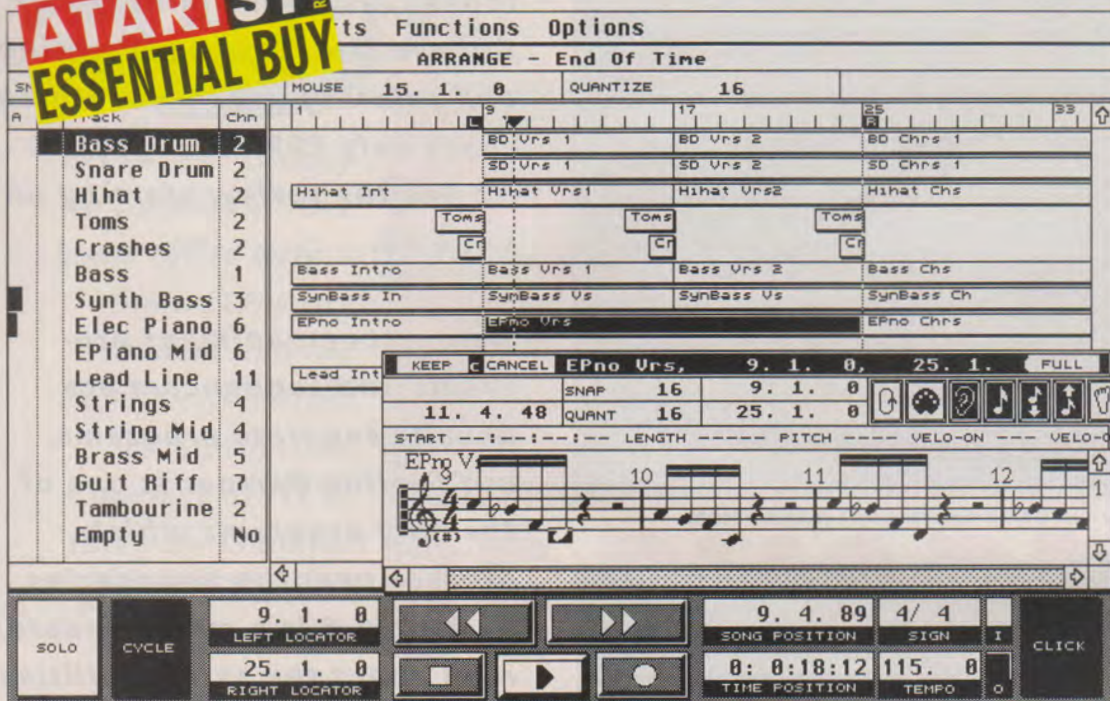 ATARI ST
ESSENTIAL BUY
ts Functions Options
ARRANGE - End Of Time
MOUSE 15. 1. 0 QUANTIZE 16
A Track Chn 1 9 17 25 33
L R
Bass Drum 2 BD Vrs 1 BD Vrs 2 BD Chrs 1
Snare Drum 2 SD Vrs 1 SD Vrs 2 SD Chrs 1
Hihat 2 Hihat Int Hihat Vrs1 Hihat Vrs2 Hihat Chs
Toms 2 Toms Toms Toms
Crashes 2 Cr Cr Cr
Bass 1 Bass Intro Bass Vrs 1 Bass Vrs 2 Bass Chs
Synth Bass 3 SynBass In SynBass Vs SynBass Vs SynBass Ch
Elec Piano 6 EPno Intro EPno Vrs EPno Chrs
EPiano Mid 6
Lead Line 11 Lead Int
Strings 4
String Mid 4
Brass Mid 5
Guit Riff 2
Tambourine 2
Empty No
KEEP C CANCEL EPno Vrs, 9. 1. 0, 25. 1. FULL
SNAP 16 9. 1. 0
11. 4. 48 QUANT 16 25. 1. 0
START --:--:--:-- LENGTH ---- PITCH --- VELO-ON --- VELO-O
EPno V
9 10 11 12
1
SOLO
CYCLE
9. 1. 0
LEFT LOCATOR
25. 1. 0
RIGHT LOCATOR
9. 4.89
SONG POSITION
4/ 4
SIGN
I
0: 0:18:12
TIME POSITION
115. 0
TEMPO
O
CLICK